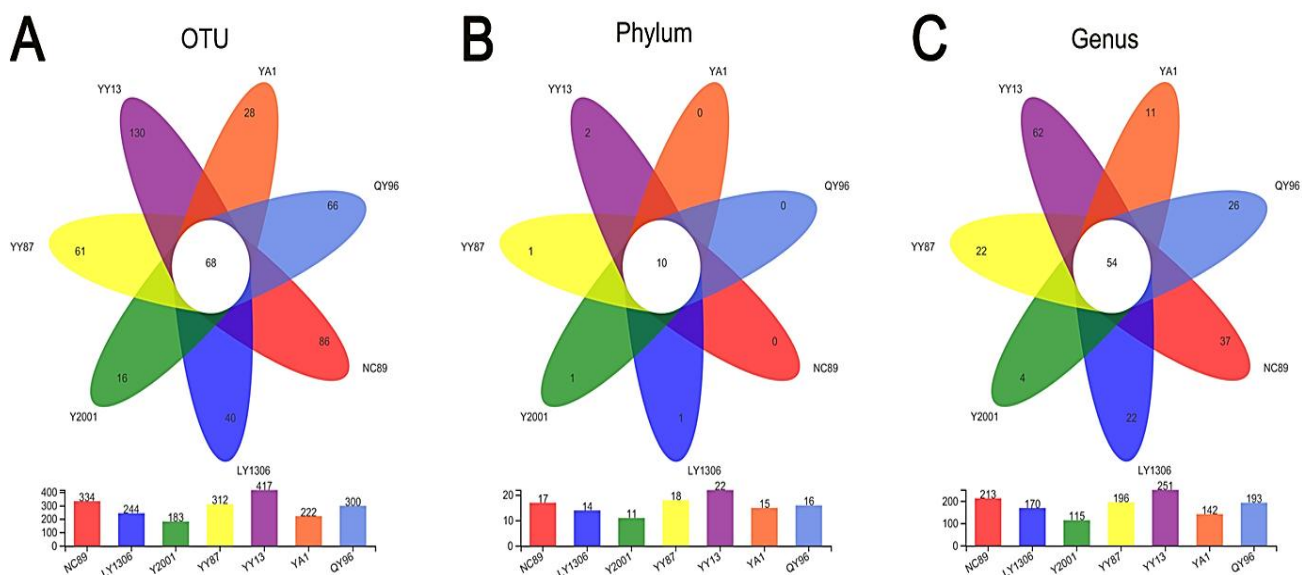 A
OTU
YA1
YY13
28
130
QY96
66
YY87
61
68
86
NC89
16
Y2001
40
LY1306
400
300
200
100
0
334
244
183
312
417
222
300
NC89
LY1306
Y2001
YY87
YY13
YA1
QY96
B
Phylum
YA1
YY13
0
2
QY96
0
YY87
1
10
0
NC89
1
Y2001
1
LY1306
20
10
0
17
14
11
18
22
15
16
NC89
LY1306
Y2001
YY87
YY13
YA1
QY96
C
Genus
YA1
YY13
11
62
QY96
26
YY87
22
54
37
NC89
4
Y2001
22
LY1306
200
100
0
213
170
115
196
251
142
193
NC89
LY1306
Y2001
YY87
YY13
YA1
QY96